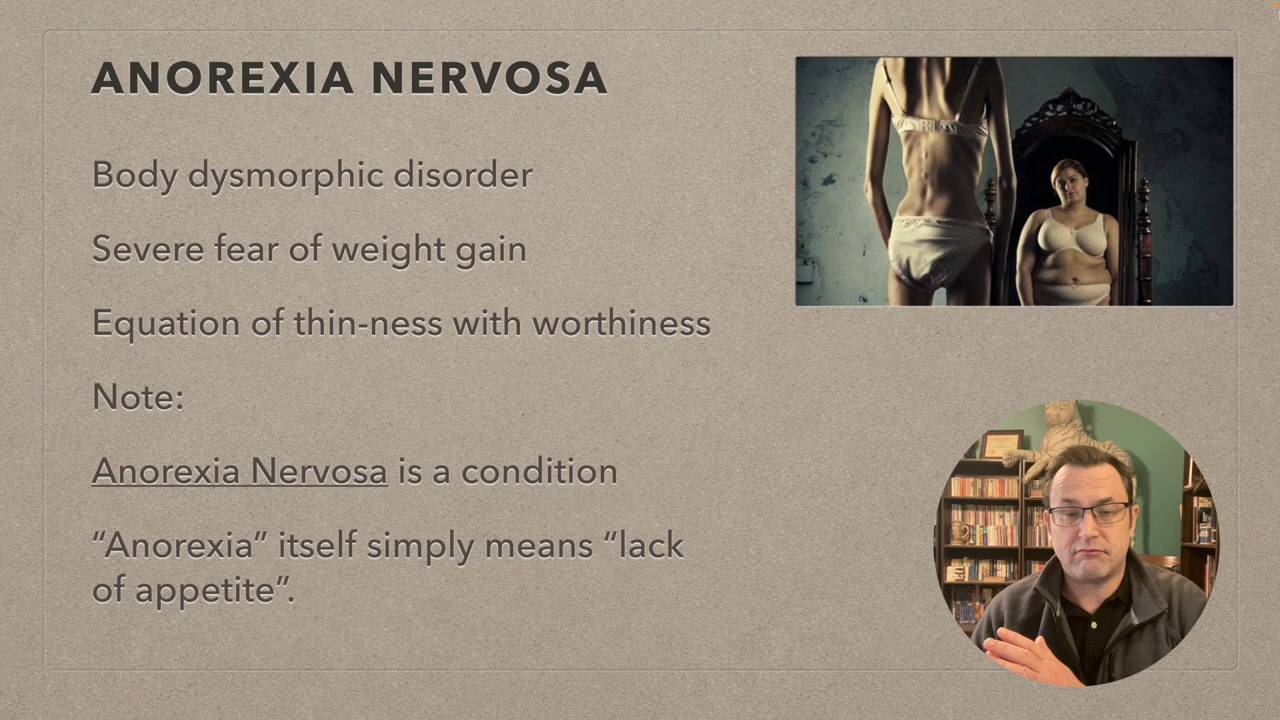 ANOREXIA NERVOSA
Body dysmorphic disorder
Severe fear of weight gain
Equation of thin-ness with worthiness
Note:
Anorexia Nervosa is a condition
“Anorexia” itself simply means “lack
of appetite”.